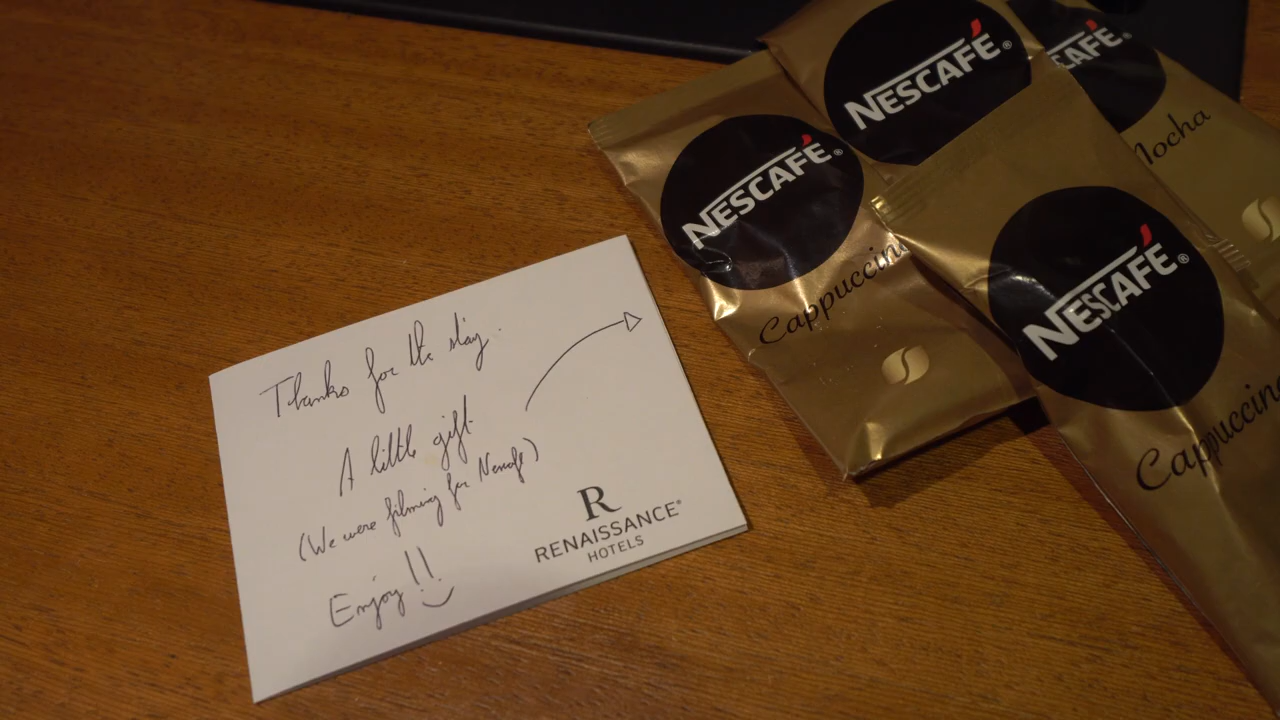 Thanks for the stay.
A little gift
(We were filming for Nescafe)
Enjoy!!
R
RENAISSANCE®
HOTELS
NESCAFÉ®
Cappuccino
NESCAFÉ®
NESCAFÉ®
Mocha
NESCAFÉ®
Cappuccino